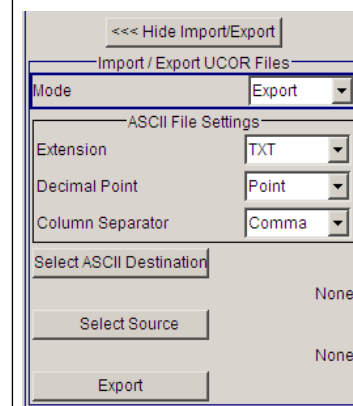 <<< Hide Import/Export
Import / Export UCOR Files
Mode Export
ASCII File Settings
Extension TXT
Decimal Point Point
Column Separator Comma
Select ASCII Destination
None
Select Source
None
Export